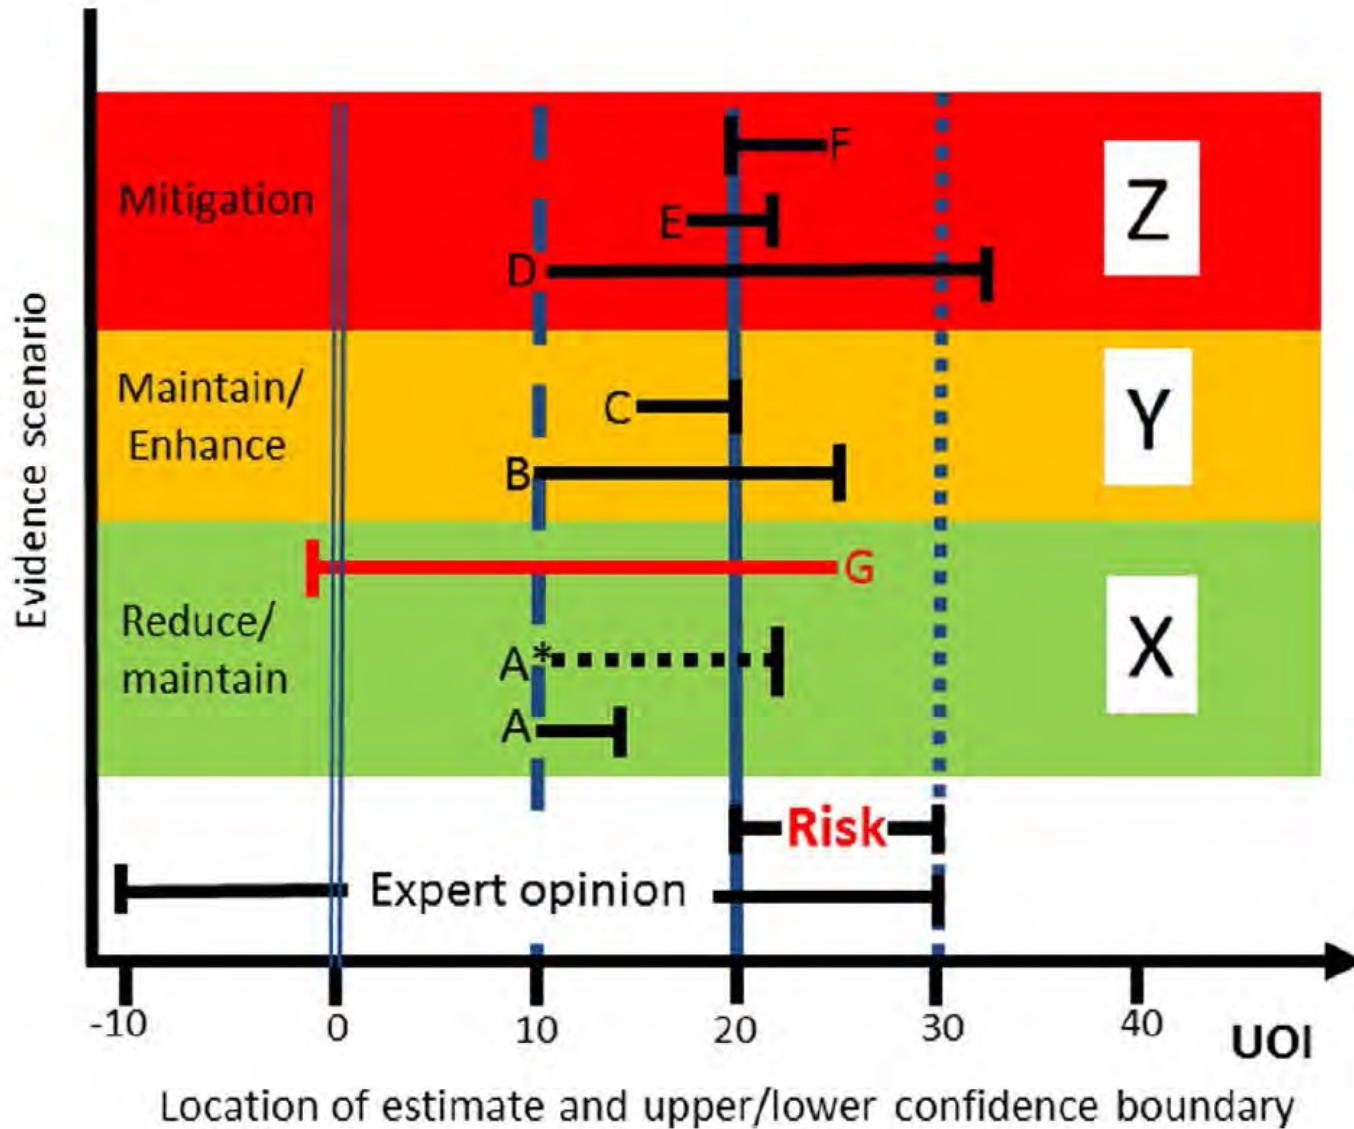 F
Mitigation
Z
E
D
Maintain/
Enhance
C
Y
B
G
Reduce/
maintain
A*
X
A
Risk
Expert opinion
Evidence scenario
-10 0 10 20 30 40
UOI
Location of estimate and upper/lower confidence boundary